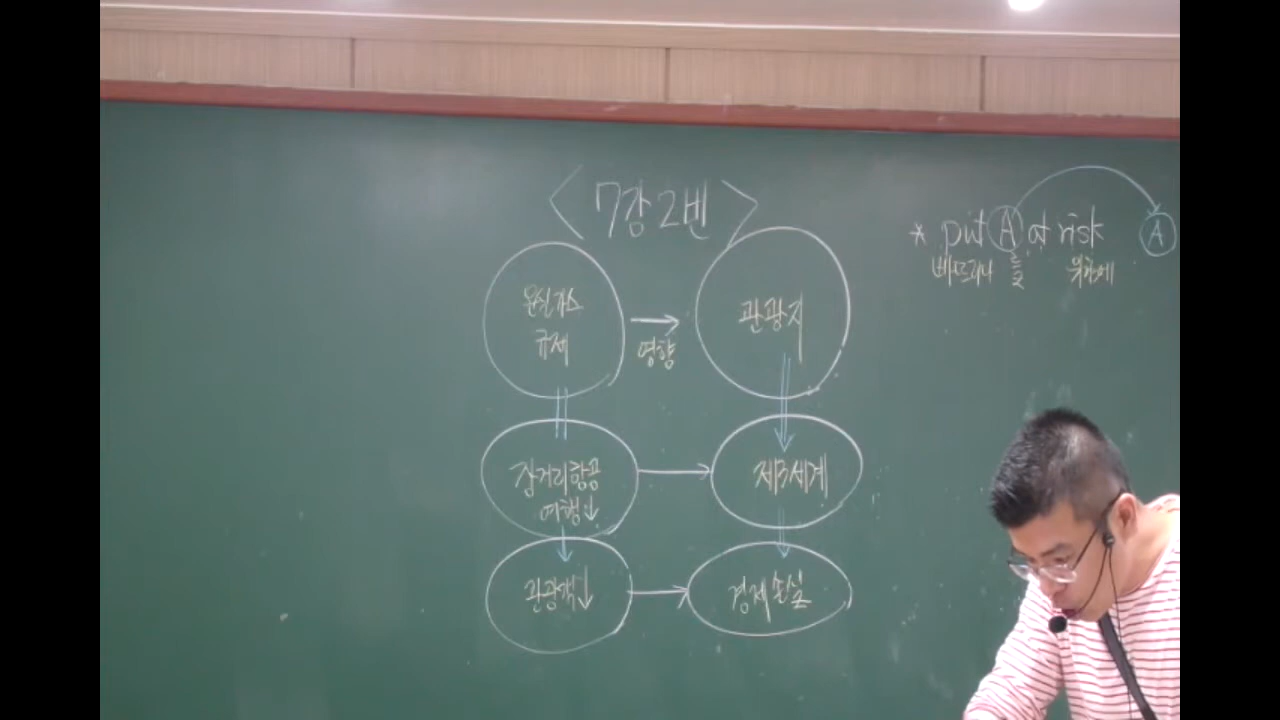 <7강 2번>
* put A at risk A
빠뜨리다 를 위험에
온실가스
규제
영향
관광지
장거리항공
여행↓
제3세계
관광객↓
경제 손실